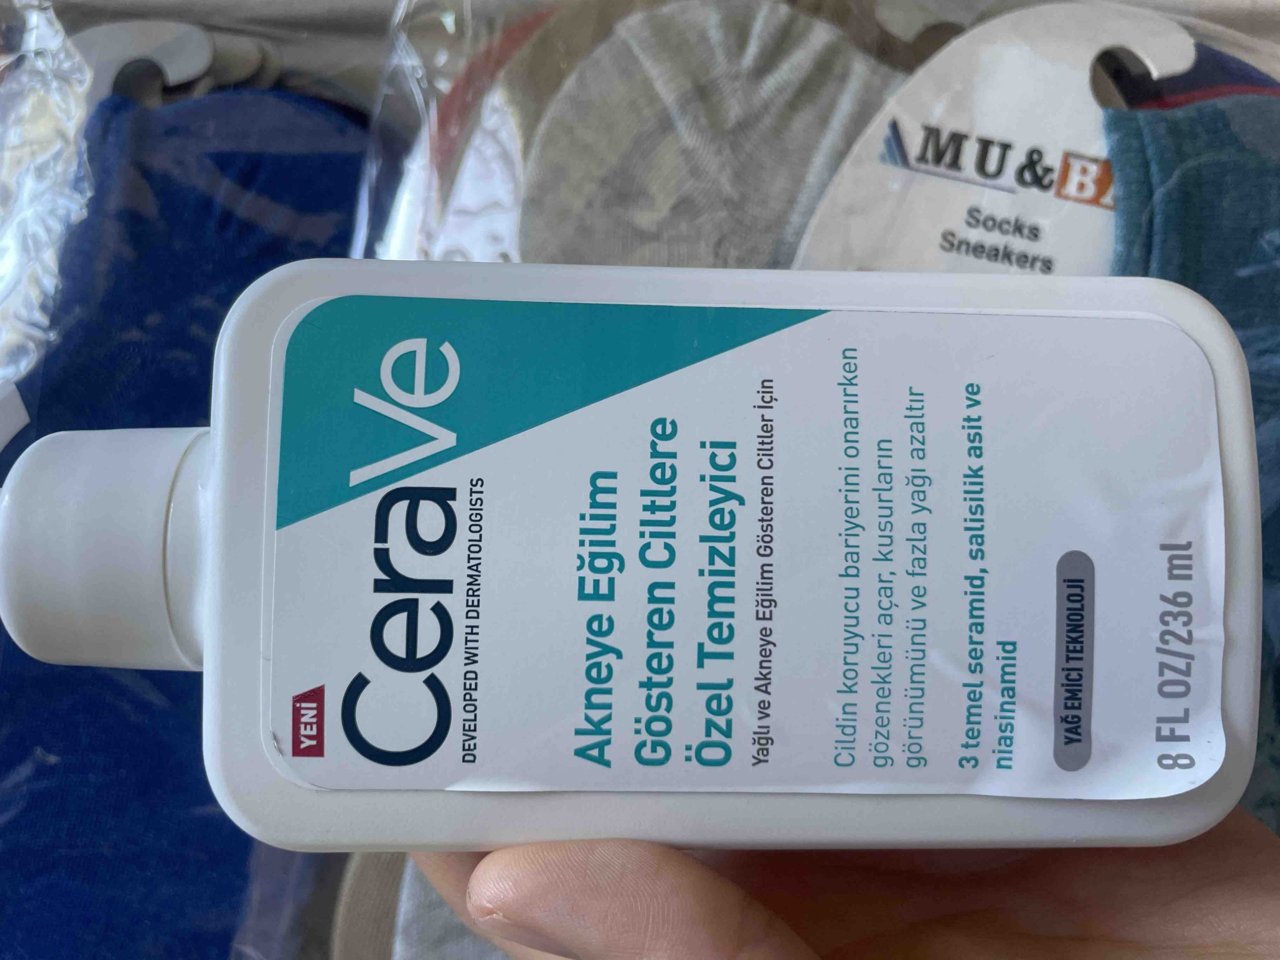 MU&
Socks
Sneakers
YENİ
CeraVe
DEVELOPED WITH DERMATOLOGISTS
Akneye Eğilim
Gösteren Ciltlere
Özel Temizleyici
Yağlı ve Akneye Eğilim Gösteren Ciltler İçin
Cildin koruyucu bariyerini onarırken
gözenekleri açar, kusurların
görünümünü ve fazla yağı azaltır
3 temel seramid, salisilik asit ve
niasinamid
YAĞ EMİCİ TEKNOLOJİ
8 FL OZ/236 ml